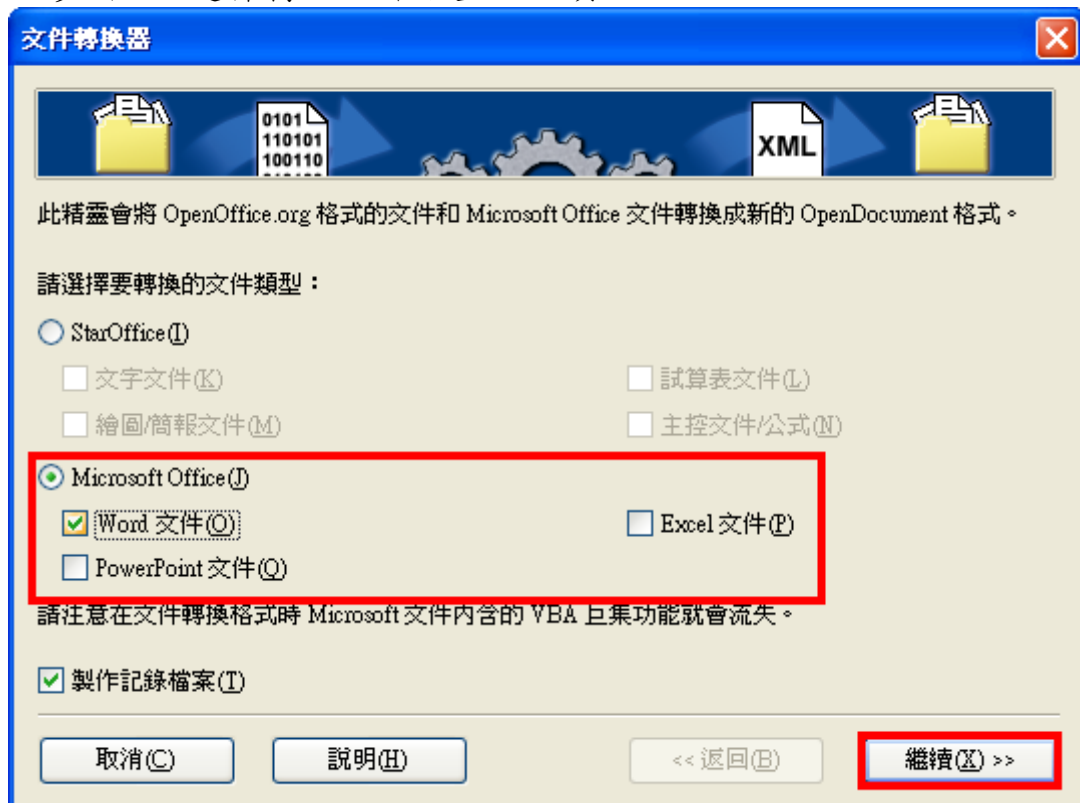 文件轉換器
0101
110101
100110
XML
此精靈會將 OpenOffice.org 格式的文件和 Microsoft Office 文件轉換成新的 OpenDocument 格式。
請選擇要轉換的文件類型：
StarOffice(I)
文字文件(K) 試算表文件(L)
繪圖/簡報文件(M) 主控文件/公式(N)
Microsoft Office(J)
Word 文件(O) Excel 文件(P)
PowerPoint 文件(Q)
請注意在文件轉換格式時 Microsoft 文件內含的 VBA 巨集功能就會流失。
製作記錄檔案(T)
取消(C) 說明(H) << 返回(B) 繼續(X) >>